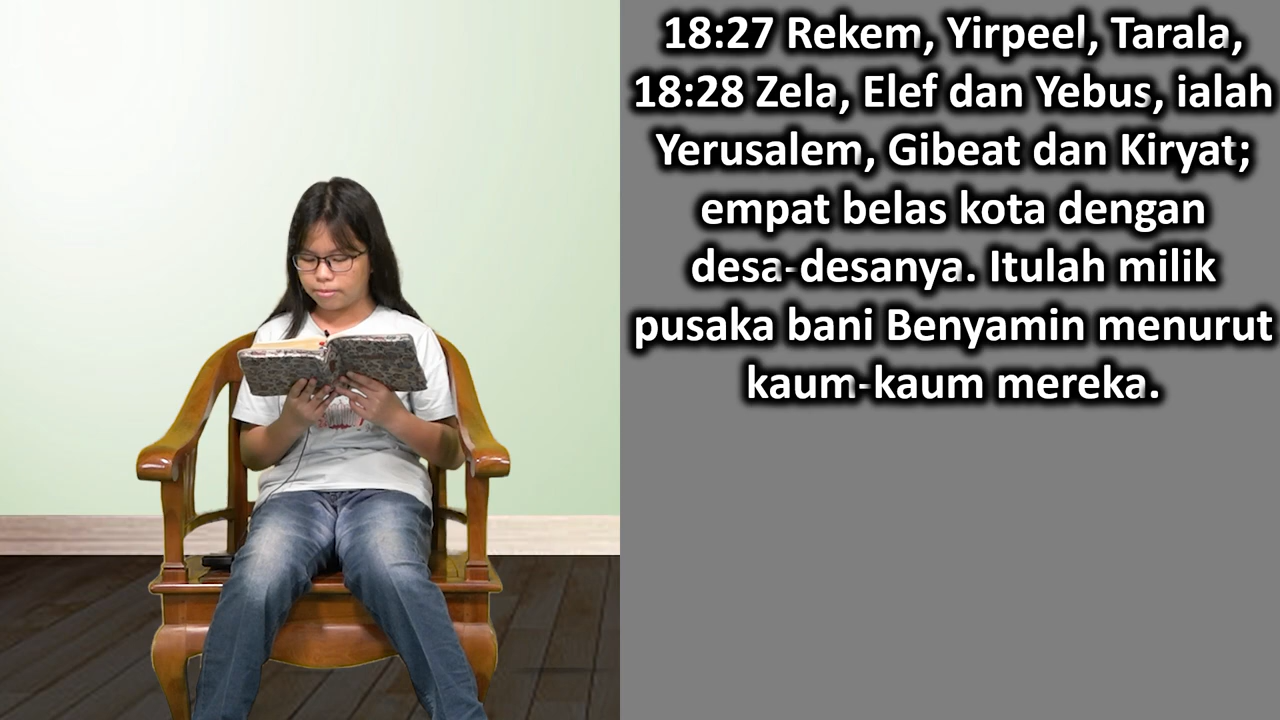 18:27 Rekem, Yirpeel, Tarala,
18:28 Zela, Elef dan Yebus, ialah
Yerusalem, Gibeat dan Kiryat;
empat belas kota dengan
desa-desanya. Itulah milik
pusaka bani Benyamin menurut
kaum-kaum mereka.